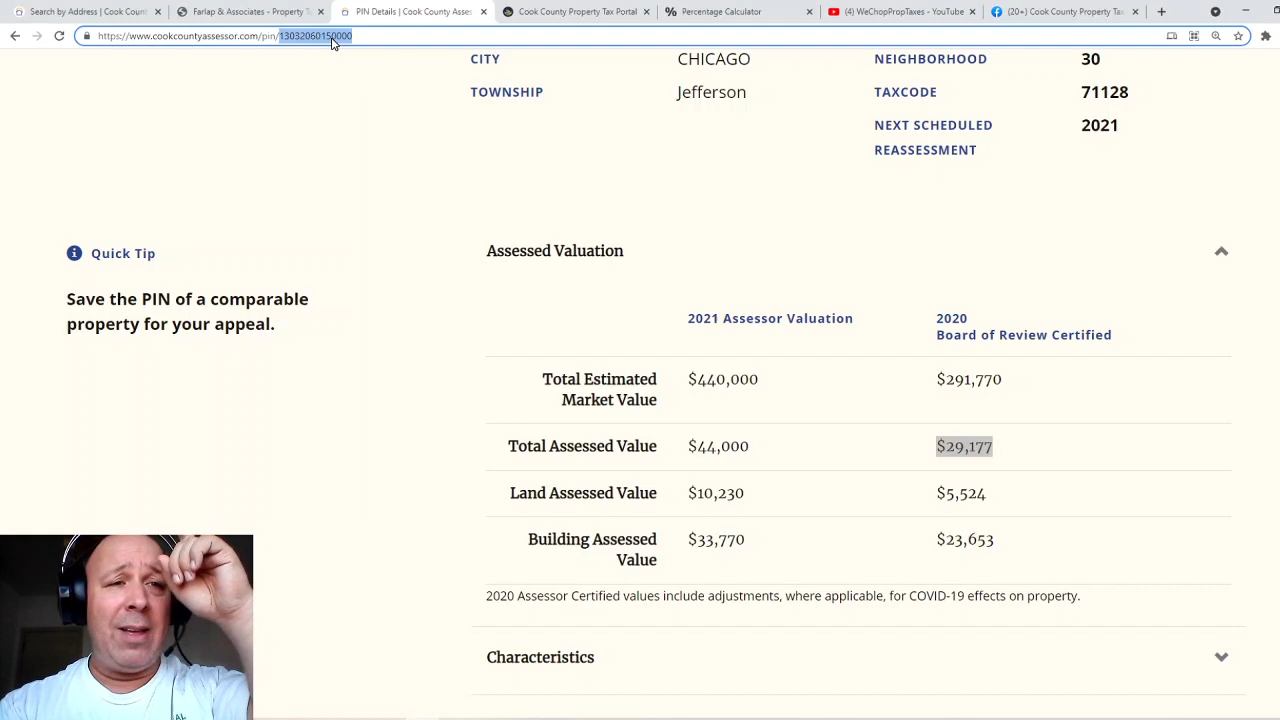 Search by Address | Cook Count
Farlap & Associates - Property T
PIN Details | Cook County Asses
Cook County Property Tax Portal
Percentage Calculator
(4) WeChopPropTaxes - YouTube
(20+) Cook County Property Tax
https://www.cookcountyassessor.com/pin/13032060150000
CITY CHICAGO NEIGHBORHOOD 30
TOWNSHIP Jefferson TAXCODE 71128
NEXT SCHEDULED 2021
REASSESSMENT
Quick Tip
Save the PIN of a comparable
property for your appeal.
Assessed Valuation
2021 Assessor Valuation 2020
Board of Review Certified
Total Estimated $440,000 $291,770
Market Value
Total Assessed Value $44,000 $29,177
Land Assessed Value $10,230 $5,524
Building Assessed $33,770 $23,653
Value
2020 Assessor Certified values include adjustments, where applicable, for COVID-19 effects on property.
Characteristics